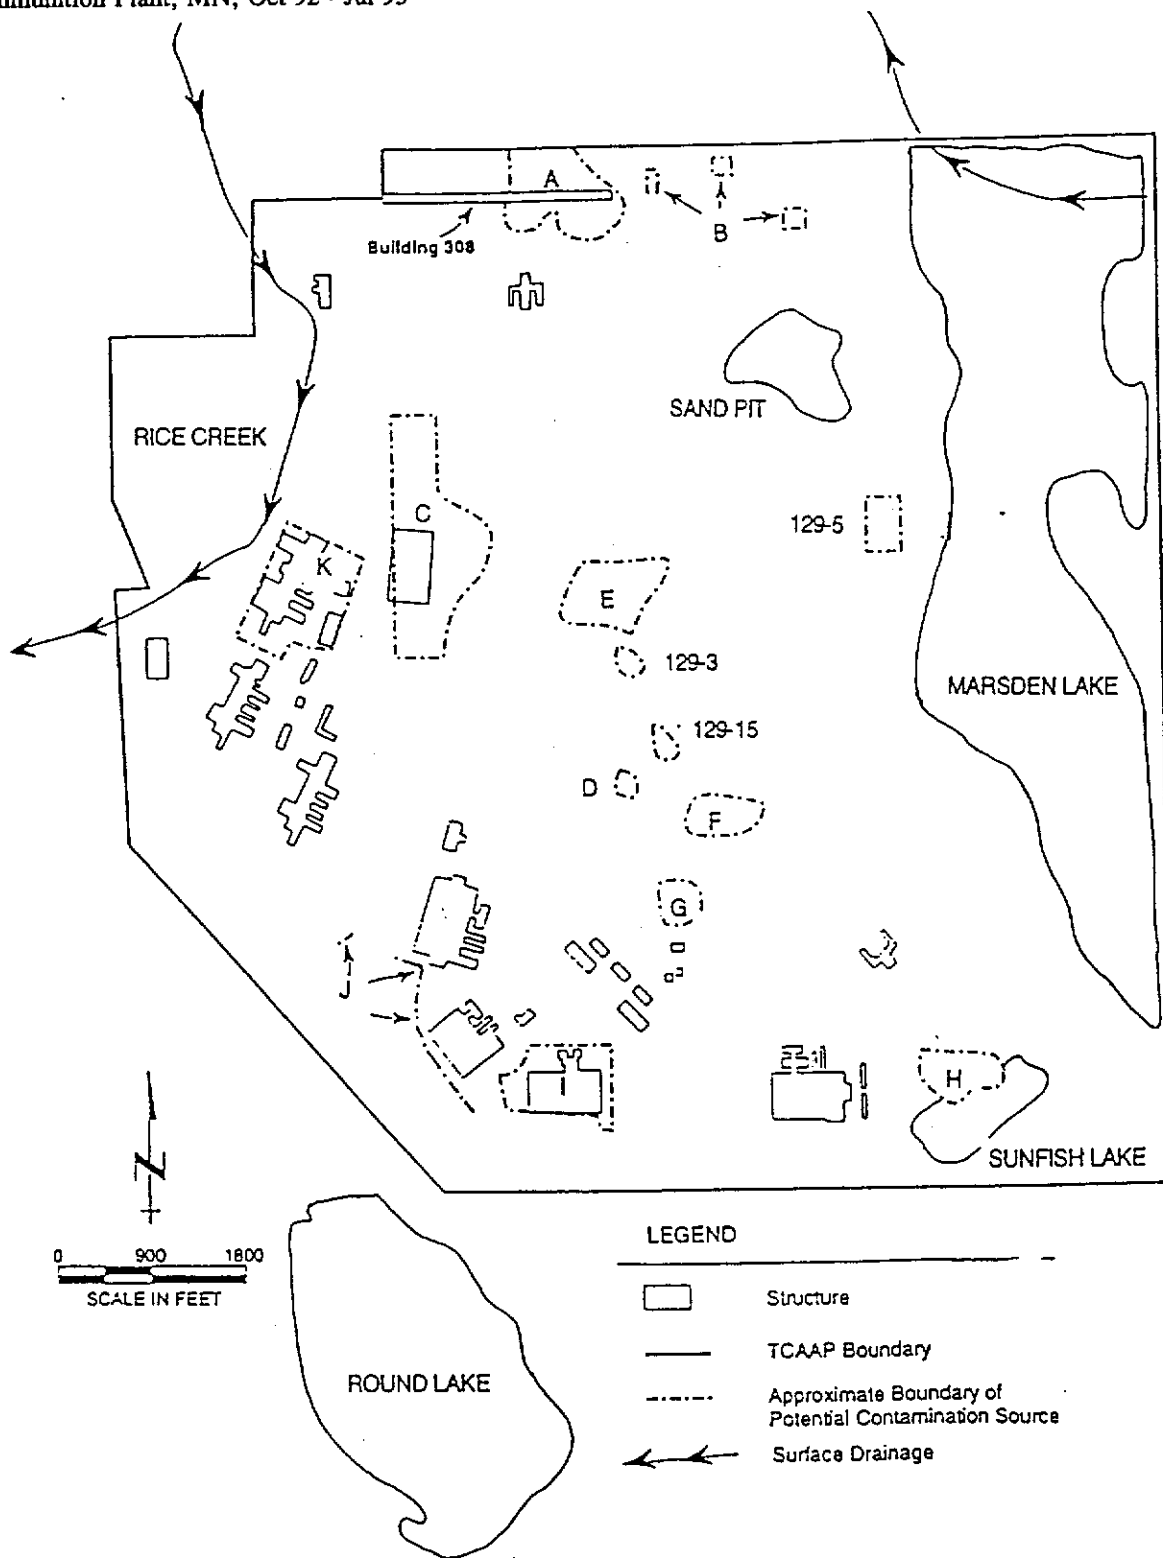 Plant, MN, Oct 92 - Jul 93
A
B
Building 308
SAND PIT
RICE CREEK
C
129-5
K
E
129-3
MARSDEN LAKE
129-15
D
F
G
J
I
H
SUNFISH LAKE
N
0 900 1800
SCALE IN FEET
ROUND LAKE
LEGEND
Structure
TCAAP Boundary
Approximate Boundary of
Potential Contamination Source
Surface Drainage